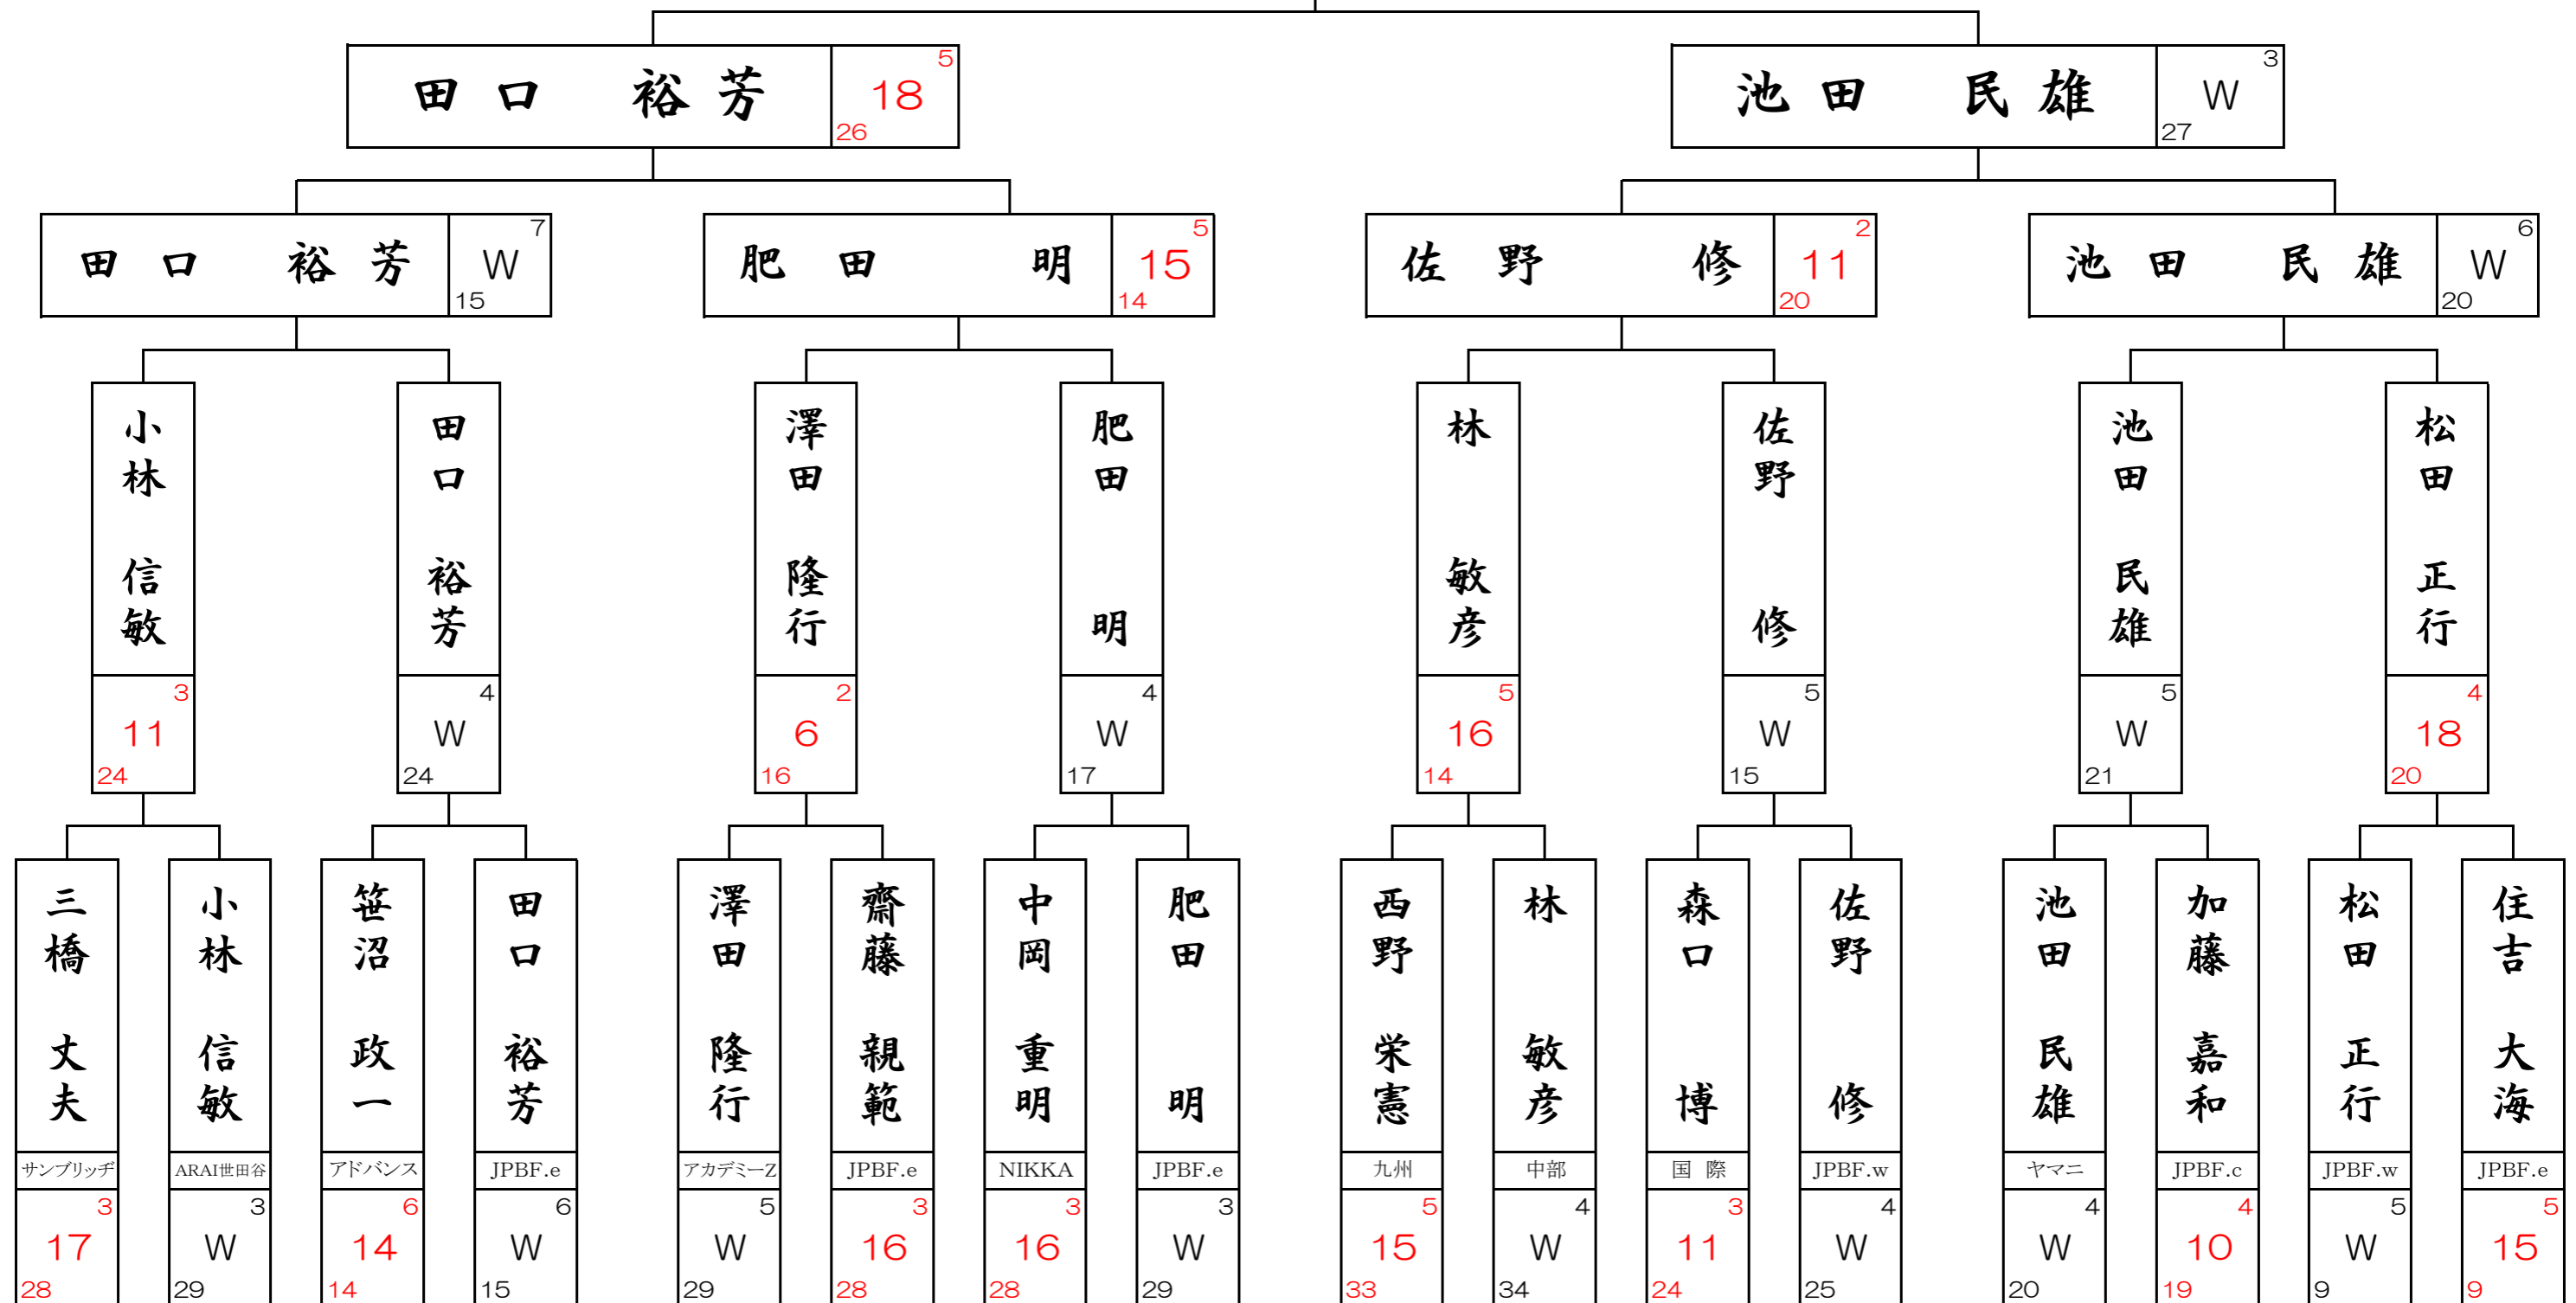 田口 裕芳 5 18 26
池田 民雄 3 W 27
田口 裕芳 7 W 15
肥田 明 5 15 14
佐野 修 2 11 20
池田 民雄 6 W 20
小林 信敏 3 11 24
田口 裕芳 4 W 24
澤田 隆行 2 6 16
肥田 明 4 W 17
林 敏彦 5 16 14
佐野 修 5 W 15
池田 民雄 5 W 21
松田 正行 4 18 20
三橋 丈夫 サンブリッヂ 3 17 28
小林 信敏 ARAI世田谷 3 W 29
笹沼 政一 アドバンス 6 14 14
田口 裕芳 JPBF.e 6 W 15
澤田 隆行 アカデミーZ 5 W 29
齋藤 親範 JPBF.e 3 16 28
中岡 重明 NIKKA 3 16 28
肥田 明 JPBF.e 3 W 29
西野 栄憲 九州 5 15 33
林 敏彦 中部 4 W 34
森口 博 国際 3 11 24
佐野 修 JPBF.w 4 W 25
池田 民雄 ヤマニ 4 W 20
加藤 嘉和 JPBF.c 4 10 19
松田 正行 JPBF.w 5 W 9
住吉 大海 JPBF.e 5 15 9